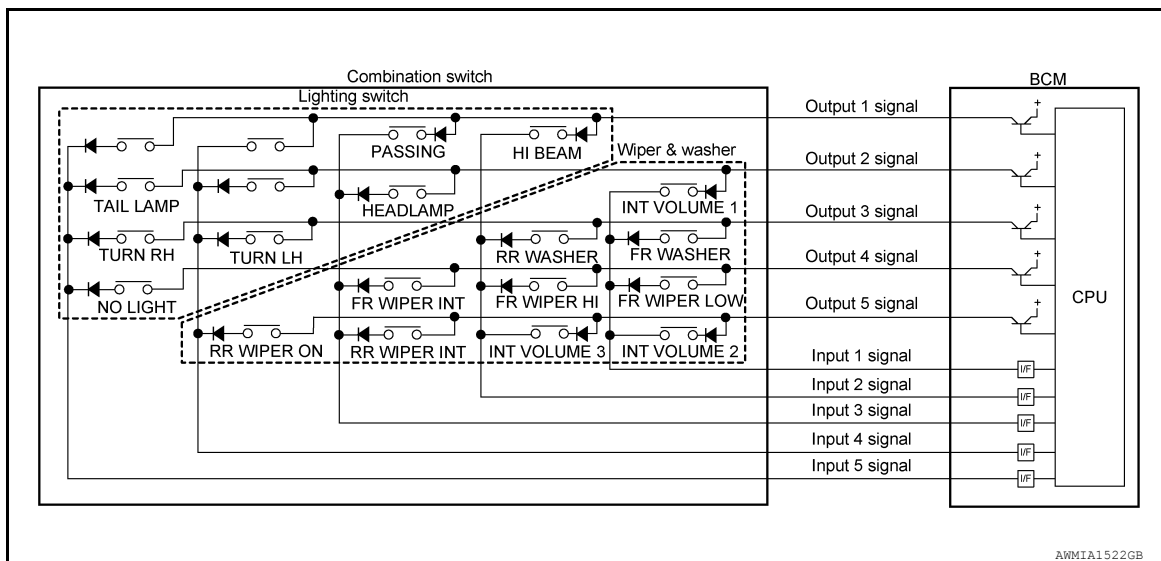 Combination switch
BCM
Lighting switch
Output 1 signal
+
PASSING
HI BEAM
Wiper & washer
Output 2 signal
+
TAIL LAMP
HEADLAMP
INT VOLUME 1
Output 3 signal
+
TURN RH
TURN LH
RR WASHER
FR WASHER
Output 4 signal
+
NO LIGHT
FR WIPER INT
FR WIPER HI
FR WIPER LOW
CPU
Output 5 signal
+
RR WIPER ON
RR WIPER INT
INT VOLUME 3
INT VOLUME 2
Input 1 signal
I/F
Input 2 signal
I/F
Input 3 signal
I/F
Input 4 signal
I/F
Input 5 signal
I/F
AWMIA1522GB